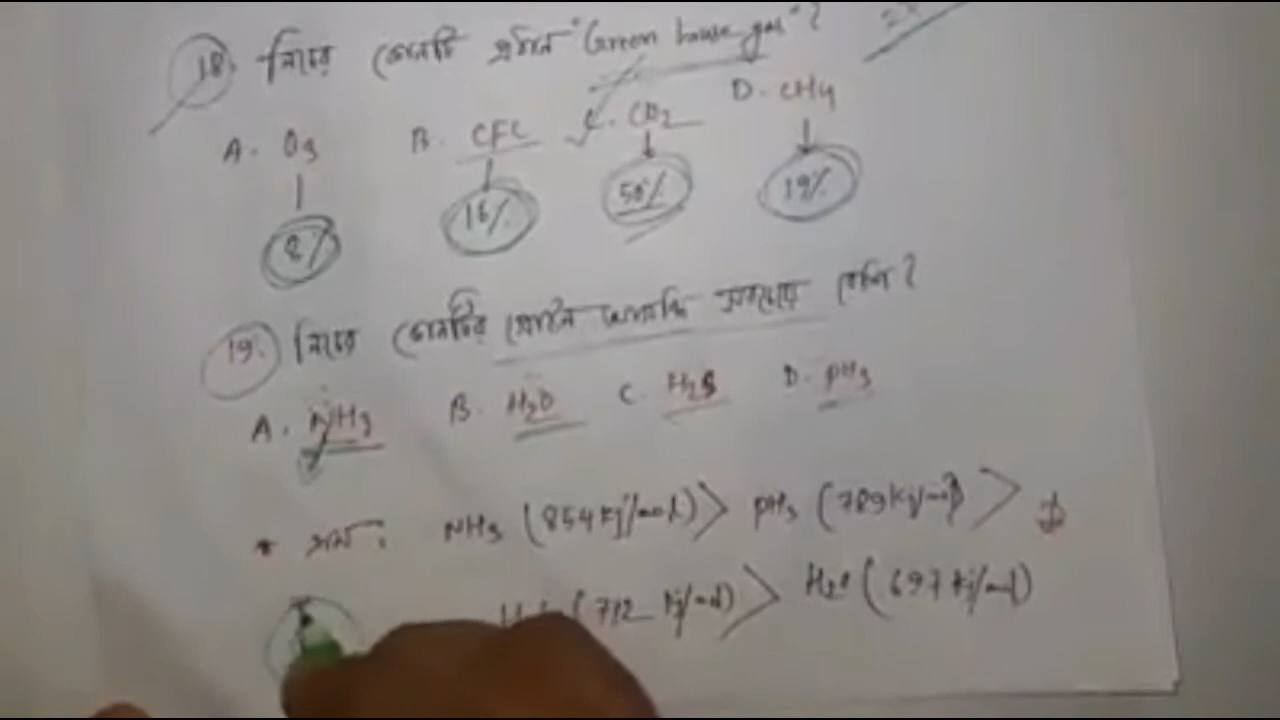 18. নিচের কোনটি প্রধান "Green house gas"?
A. O3 B. CFC C. CO2 D. CH4
8% 16% 50% 19%
19. নিচের কোনটির প্রোটন আসক্তি সবচেয়ে বেশি?
A. NH3 B. H2O C. H2S D. PH3
NH3 (854 kj/mol) > PH3 (789 kj/mol) >
(712 kj/mol) > H2O (697 kj/mol)